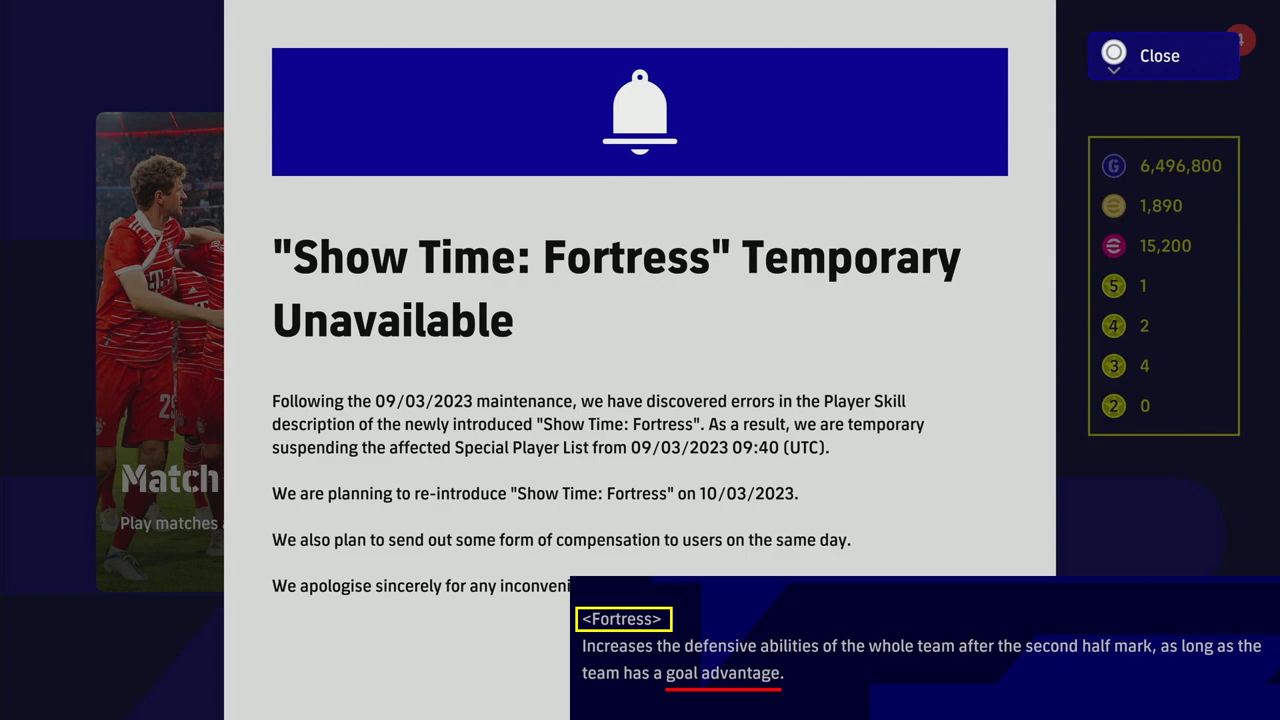 4
Close
6,496,800
1,890
15,200
5 1
4 2
3 4
2 0
"Show Time: Fortress" Temporary
Unavailable
Following the 09/03/2023 maintenance, we have discovered errors in the Player Skill
description of the newly introduced "Show Time: Fortress". As a result, we are temporary
suspending the affected Special Player List from 09/03/2023 09:40 (UTC).
We are planning to re-introduce "Show Time: Fortress" on 10/03/2023.
We also plan to send out some form of compensation to users on the same day.
We apologise sincerely for any inconveni
Match
Play matches
<Fortress>
Increases the defensive abilities of the whole team after the second half mark, as long as the
team has a goal advantage.